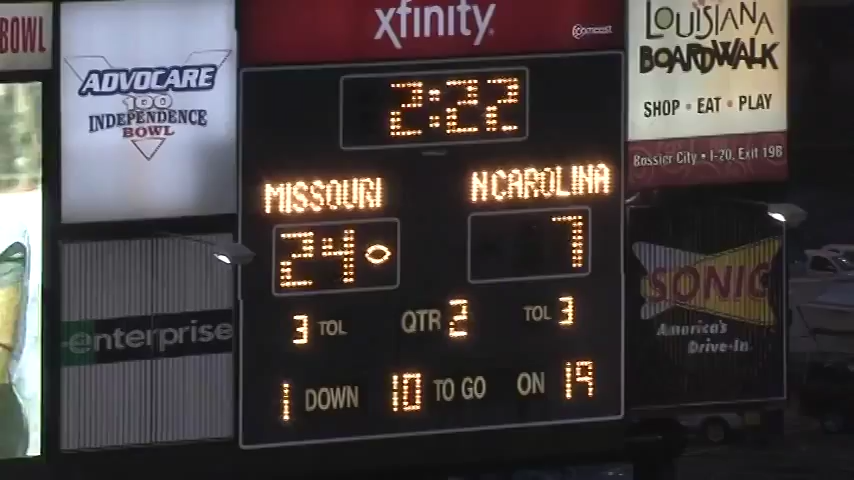 BOWL
ADVOCARE
100
INDEPENDENCE
BOWL
enterprise
xfinity
comcast
2:22
MISSOURI NCAROLINA
24 7
3 TOL QTR 2 TOL 3
1 DOWN 10 TO GO ON 19
LOUISIANA
BOARDWALK
SHOP • EAT • PLAY
Bossier City • I-20, Exit 19B
SONIC
America's
Drive-In.